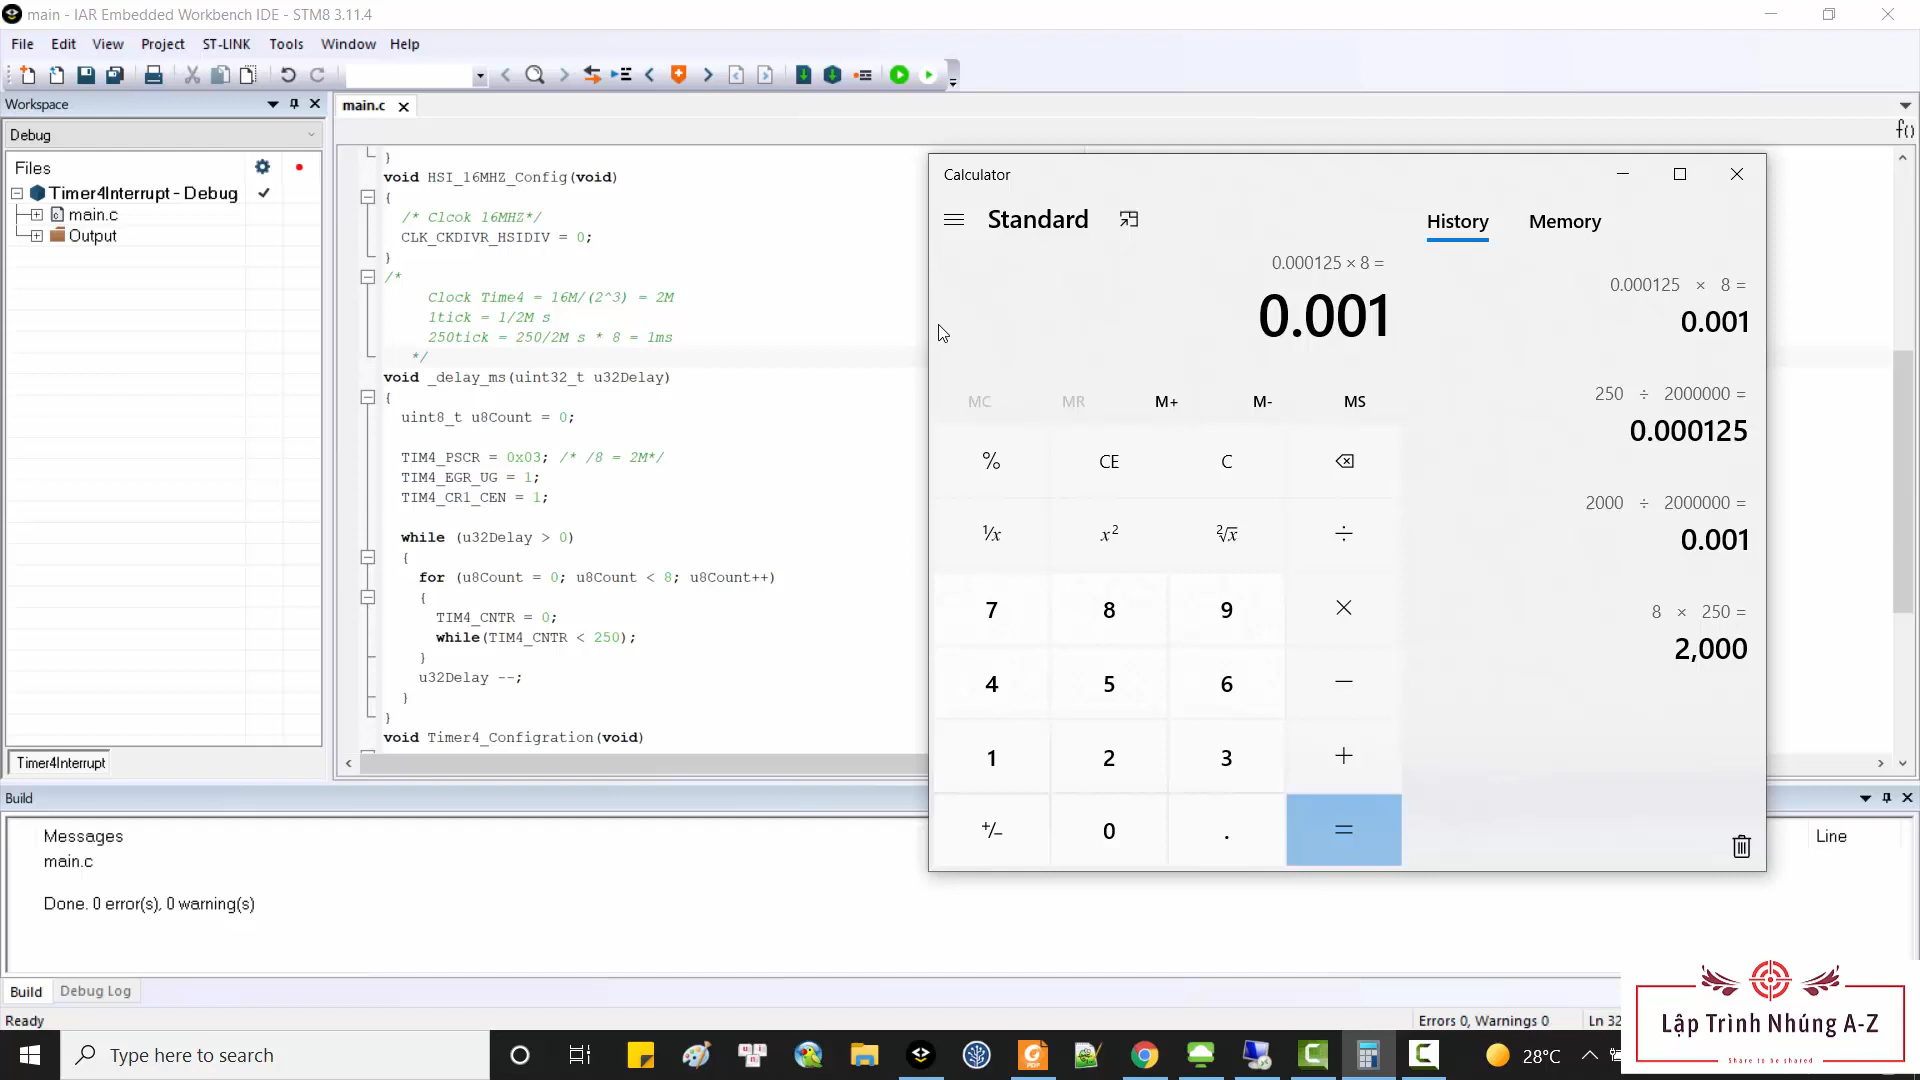 main - IAR Embedded Workbench IDE - STM8 3.11.4
File Edit View Project ST-LINK Tools Window Help
Workspace
Debug
Files
Timer4Interrupt - Debug
main.c
Output
Timer4Interrupt
main.c
f()
}
void HSI_16MHZ_Config(void)
{
/* Clcok 16MHZ*/
CLK_CKDIVR_HSIDIV = 0;
}
/*
Clock Time4 = 16M/(2^3) = 2M
1tick = 1/2M s
250tick = 250/2M s * 8 = 1ms
*/
void _delay_ms(uint32_t u32Delay)
{
uint8_t u8Count = 0;
TIM4_PSCR = 0x03; /* /8 = 2M*/
TIM4_EGR_UG = 1;
TIM4_CR1_CEN = 1;
while (u32Delay > 0)
{
for (u8Count = 0; u8Count < 8; u8Count++)
{
TIM4_CNTR = 0;
while(TIM4_CNTR < 250);
}
u32Delay --;
}
}
void Timer4_Configration(void)
Calculator
Standard
0.000125 × 8 =
0.001
MC MR M+ M- MS
% CE C
¹/x x² ²√x ÷
7 8 9 ×
4 5 6 −
1 2 3 +
+/− 0 . =
History Memory
0.000125 × 8 =
0.001
250 ÷ 2000000 =
0.000125
2000 ÷ 2000000 =
0.001
8 × 250 =
2,000
Build
Messages
Line
main.c
Done. 0 error(s), 0 warning(s)
Build Debug Log
Ready
Errors 0, Warnings 0
Ln 32
Type here to search
28°C
Lập Trình Nhúng A-Z
Share to be shared